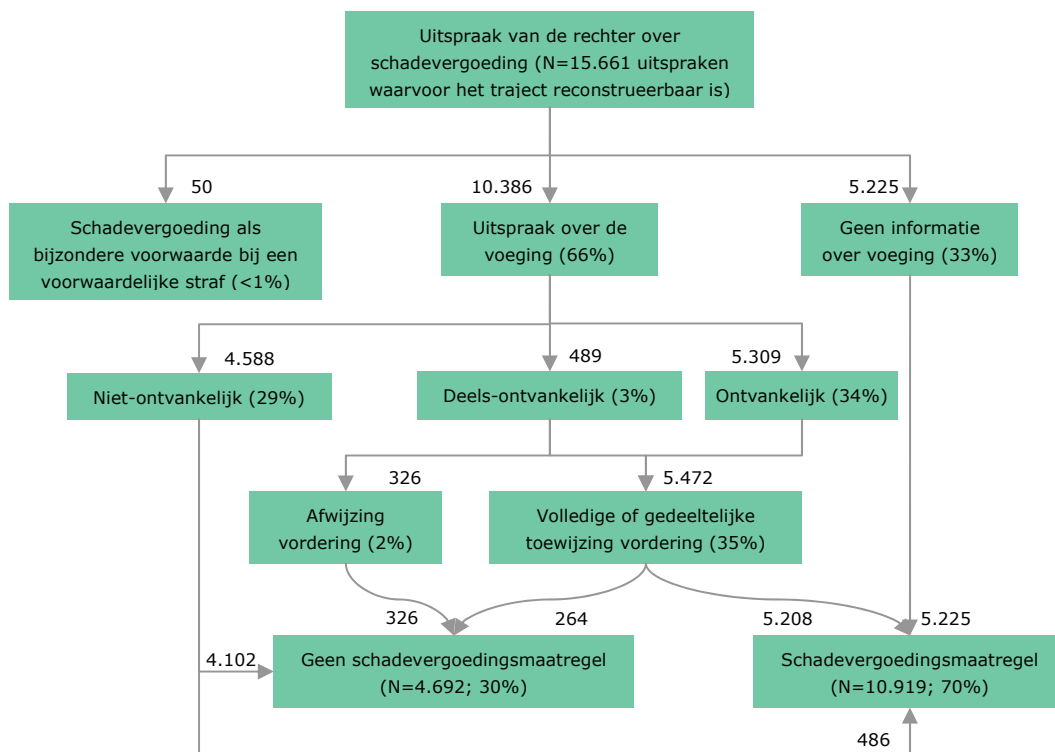 Uitspraak van de rechter over
schadevergoeding (N=15.661 uitspraken
waarvoor het traject reconstrueerbaar is)
50
10.386
5.225
Schadevergoeding als
bijzondere voorwaarde bij een
voorwaardelijke straf (<1%)
Uitspraak over de
voeging (66%)
Geen informatie
over voeging (33%)
4.588
489
5.309
Niet-ontvankelijk (29%)
Deels-ontvankelijk (3%)
Ontvankelijk (34%)
326
5.472
Afwijzing
vordering (2%)
Volledige of gedeeltelijke
toewijzing vordering (35%)
326
264
5.208
5.225
4.102
Geen schadevergoedingsmaatregel
(N=4.692; 30%)
Schadevergoedingsmaatregel
(N=10.919; 70%)
486